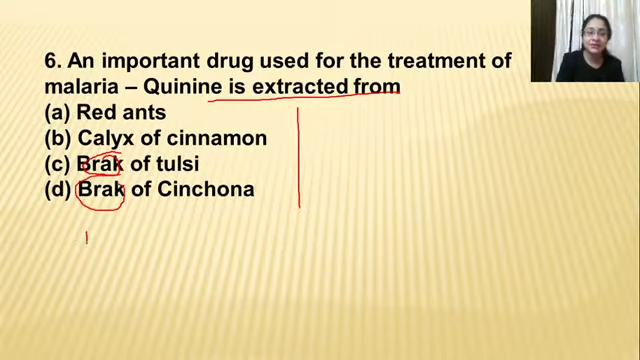 6. An important drug used for the treatment of
malaria – Quinine is extracted from
(a) Red ants
(b) Calyx of cinnamon
(c) Brak of tulsi
(d) Brak of Cinchona